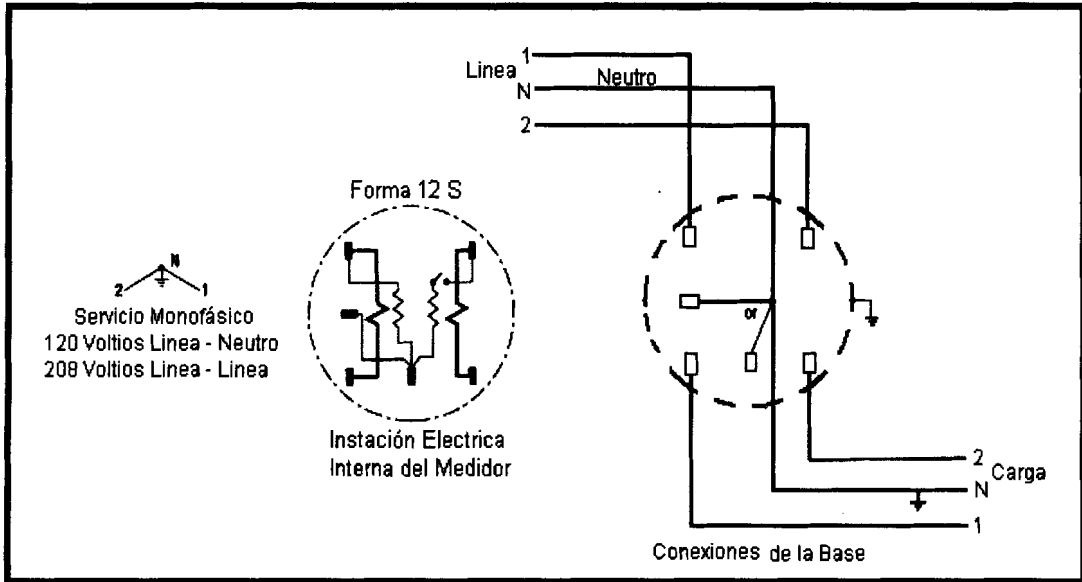 1
Linea
Neutro
N
2
Forma 12 S
N
2
1
Servicio Monofásico
120 Voltios Linea - Neutro
208 Voltios Linea - Linea
or
Instación Electrica
Interna del Medidor
2
Carga
N
1
Conexiones de la Base